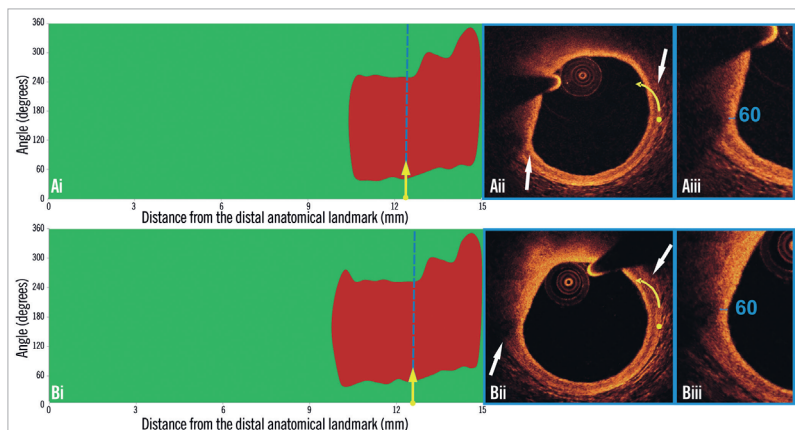 360
300
240
180
120
60
0
Angle (degrees)
Ai
0 3 6 9 12 15
Distance from the distal anatomical landmark (mm)
Aii
60
Aiii
360
300
240
180
120
60
0
Angle (degrees)
Bi
0 3 6 9 12 15
Distance from the distal anatomical landmark (mm)
Bii
60
Biii